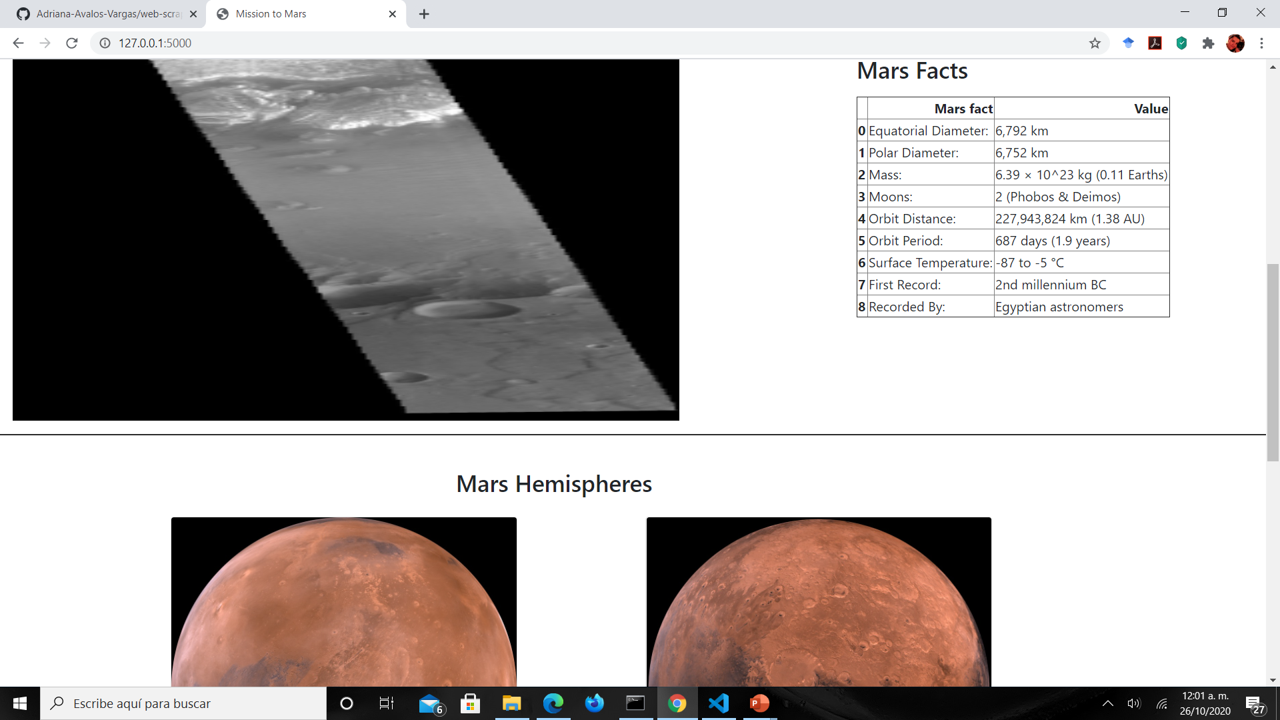 Adriana-Avalos-Vargas/web-scra
Mission to Mars
127.0.0.1:5000
Mars Facts
Mars fact Value
0 Equatorial Diameter: 6,792 km
1 Polar Diameter: 6,752 km
2 Mass: 6.39 × 10^23 kg (0.11 Earths)
3 Moons: 2 (Phobos & Deimos)
4 Orbit Distance: 227,943,824 km (1.38 AU)
5 Orbit Period: 687 days (1.9 years)
6 Surface Temperature: -87 to -5 °C
7 First Record: 2nd millennium BC
8 Recorded By: Egyptian astronomers
Mars Hemispheres
Escribe aquí para buscar
6
12:01 a. m.
26/10/2020
27